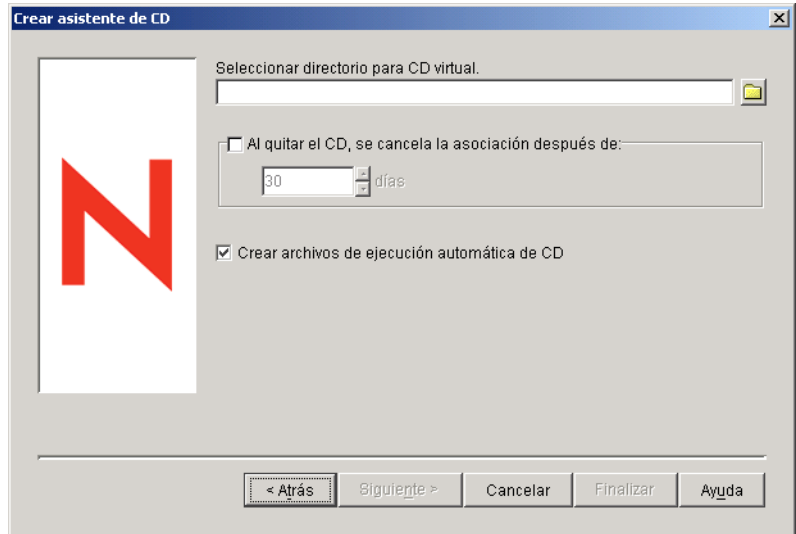 Crear asistente de CD
Seleccionar directorio para CD virtual.
Al quitar el CD, se cancela la asociación después de:
30 días
Crear archivos de ejecución automática de CD
N
< Atrás Siguiente > Cancelar Finalizar Ayuda